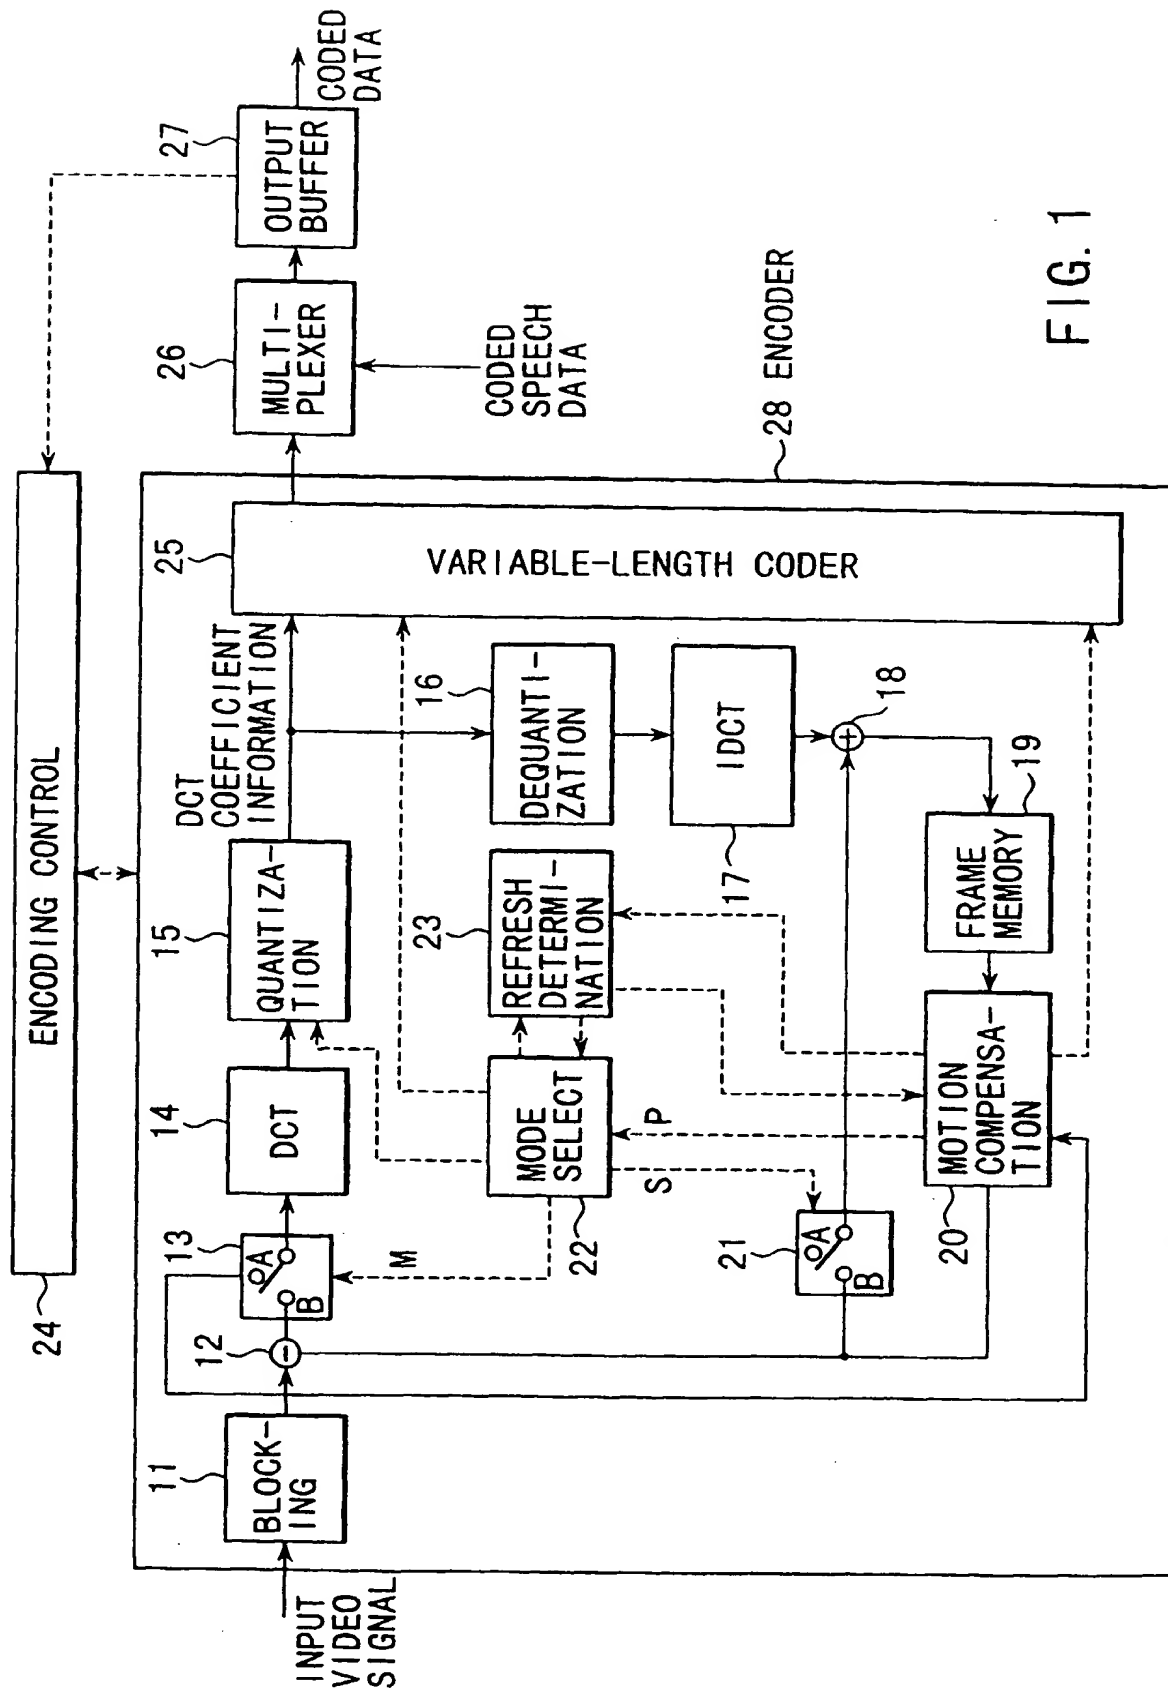 24
ENCODING CONTROL
INPUT
VIDEO
SIGNAL
11
BLOCK-
ING
12
-
13
A
B
14
DCT
15
QUANTIZA-
TION
DCT
COEFFICIENT
INFORMATION
25
VARIABLE-LENGTH CODER
26
MULTI-
PLEXER
27
OUTPUT
BUFFER
CODED
DATA
CODED
SPEECH
DATA
28 ENCODER
M
22
MODE
SELECT
23
REFRESH
DETERMI-
NATION
16
DEQUANTI-
ZATION
17
IDCT
S
P
21
A
B
18
+
20
MOTION
COMPENSA-
TION
19
FRAME
MEMORY
FIG. 1